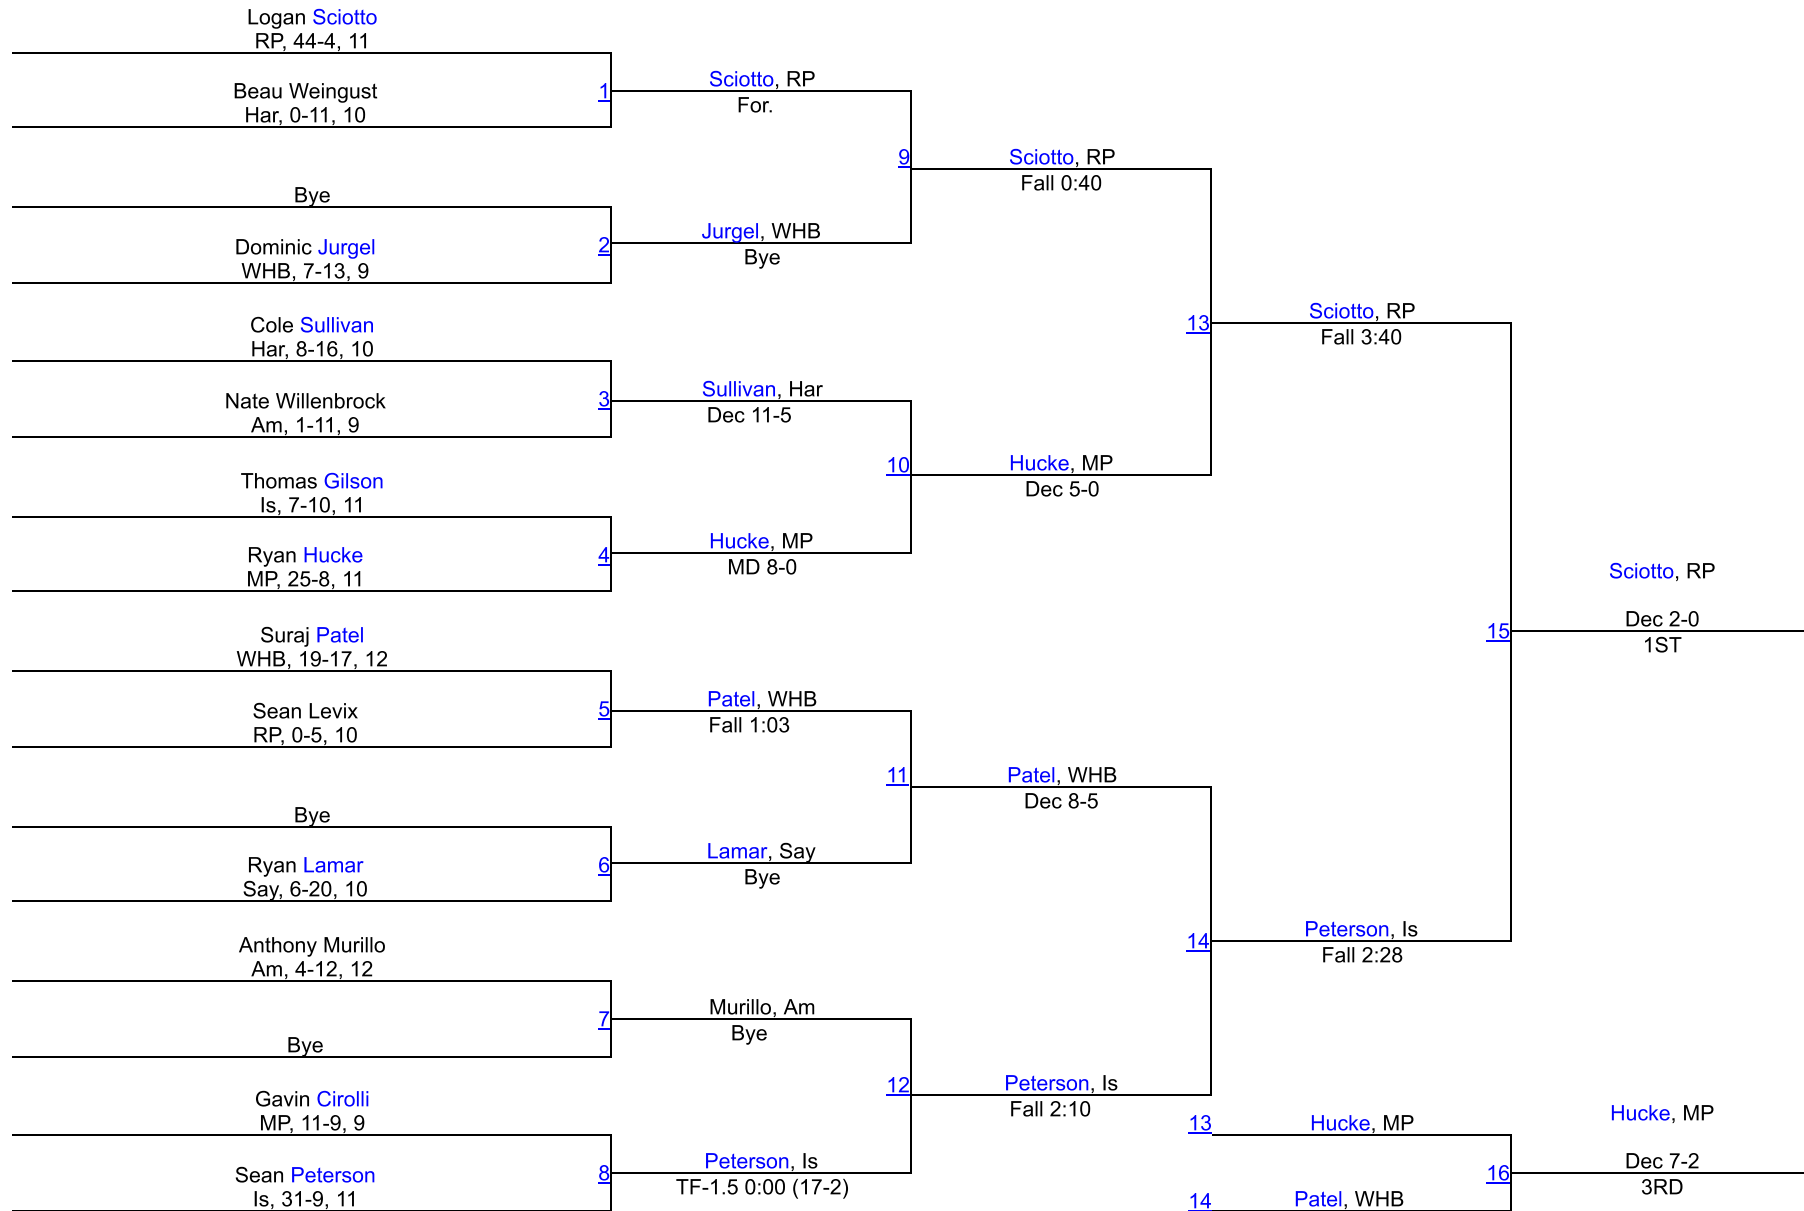 Logan Sciotto
RP, 44-4, 11
Beau Weingust
Har, 0-11, 10
1
Bye
Dominic Jurgel
WHB, 7-13, 9
2
Cole Sullivan
Har, 8-16, 10
Nate Willenbrock
Am, 1-11, 9
3
Thomas Gilson
Is, 7-10, 11
Ryan Hucke
MP, 25-8, 11
4
Suraj Patel
WHB, 19-17, 12
Sean Levix
RP, 0-5, 10
5
Bye
Ryan Lamar
Say, 6-20, 10
6
Anthony Murillo
Am, 4-12, 12
Bye
7
Gavin Cirolli
MP, 11-9, 9
Sean Peterson
Is, 31-9, 11
8
Sciotto, RP
For.
9
Jurgel, WHB
Bye
Sullivan, Har
Dec 11-5
10
Hucke, MP
MD 8-0
Patel, WHB
Fall 1:03
11
Lamar, Say
Bye
Murillo, Am
Bye
12
Peterson, Is
TF-1.5 0:00 (17-2)
Sciotto, RP
Fall 0:40
13
Hucke, MP
Dec 5-0
Patel, WHB
Dec 8-5
14
Peterson, Is
Fall 2:10
Sciotto, RP
Fall 3:40
15
Peterson, Is
Fall 2:28
Sciotto, RP
Dec 2-0
1ST
13
Hucke, MP
14
Patel, WHB
16
Hucke, MP
Dec 7-2
3RD